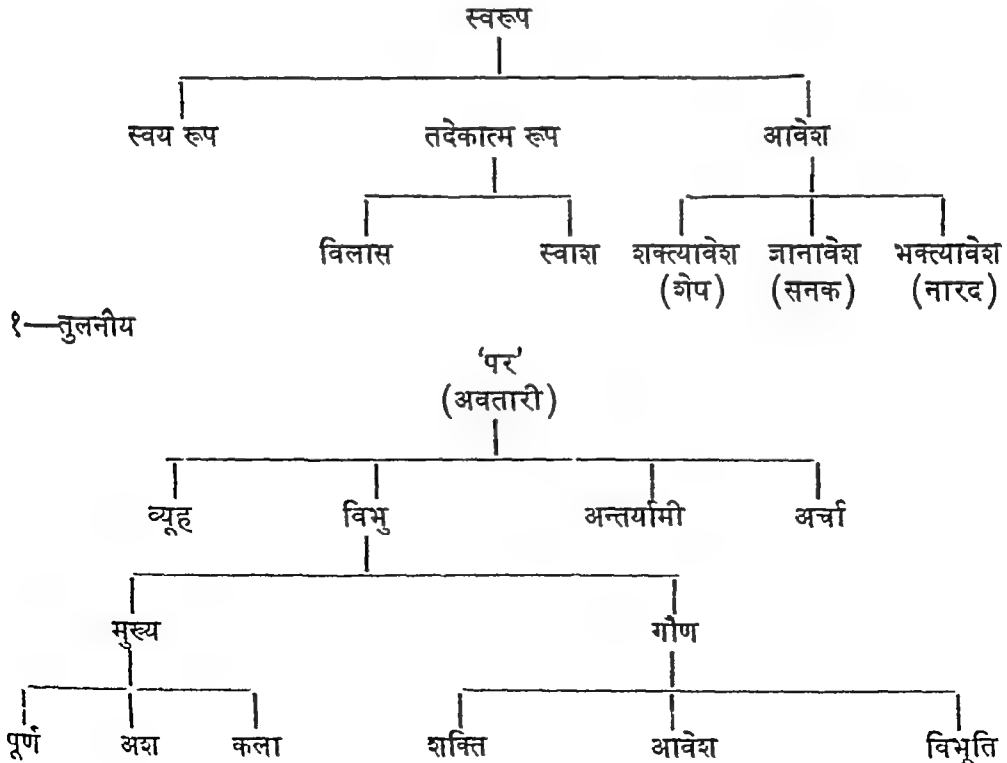 स्वरूप
स्वय रूप तदेकात्म रूप आवेश
विलास स्वाश शक्त्यावेश ज्ञानावेश भक्त्यावेश
(शेप) (सनक) (नारद)
१—तुलनीय
'पर'
(अवतारी)
व्यूह विभु अन्तर्यामी अर्चा
मुख्य गौण
पूर्ण अश कला शक्ति आवेश विभूति